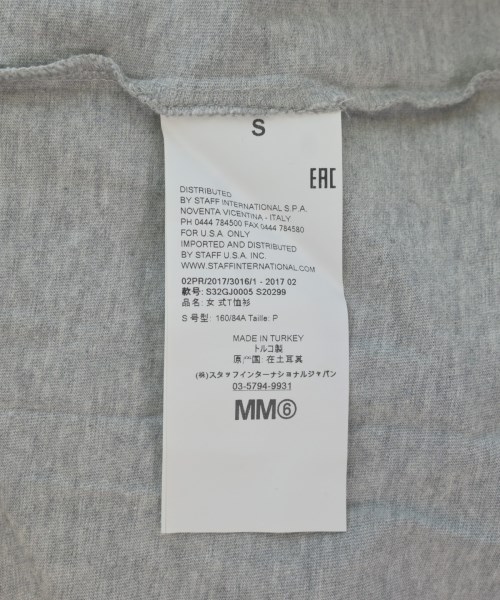 S
EAC
DISTRIBUTED
BY STAFF INTERNATIONAL S.P.A.
NOVENTA VICENTINA - ITALY
PH 0444 784500 FAX 0444 784580
FOR U.S.A. ONLY
IMPORTED AND DISTRIBUTED
BY STAFF U.S.A. INC.
WWW.STAFFINTERNATIONAL.COM
02PR/2017/3016/1 - 2017 02
款号: S32GJ0005 S20299
品名: 女 式T恤衫
S 号型: 160/84A Taille: P
MADE IN TURKEY
トルコ製
原产国: 在土耳其
(株)スタッフインターナショナルジャパン
03-5794-9931
MM⑥